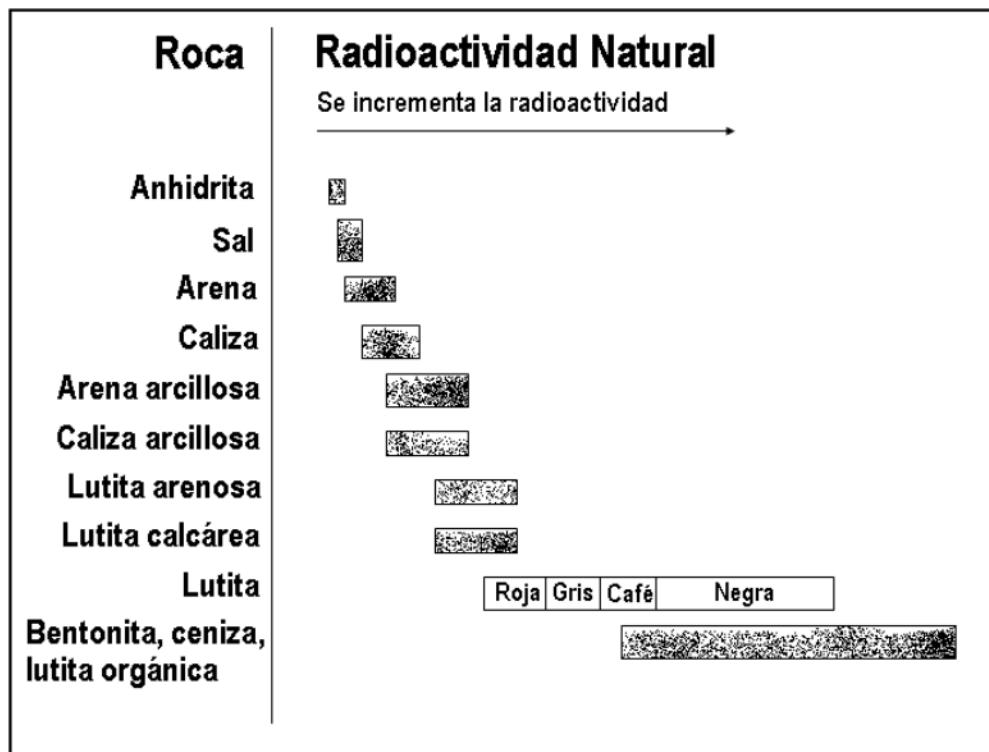 Roca
Radioactividad Natural
Se incrementa la radioactividad
Anhidrita
Sal
Arena
Caliza
Arena arcillosa
Caliza arcillosa
Lutita arenosa
Lutita calcárea
Lutita
Roja Gris Café Negra
Bentonita, ceniza,
lutita orgánica